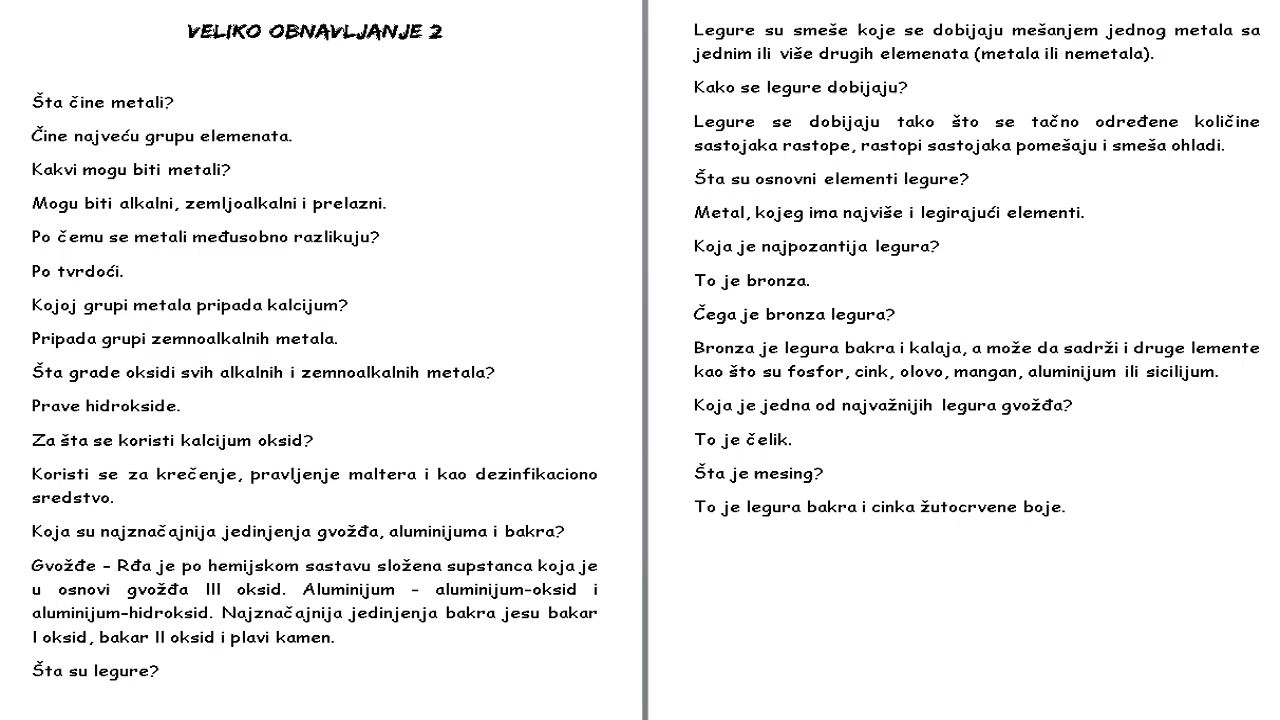 VELIKO OBNAVLJANJE 2
Šta čine metali?
Čine najveću grupu elemenata.
Kakvi mogu biti metali?
Mogu biti alkalni, zemljoalkalni i prelazni.
Po čemu se metali međusobno razlikuju?
Po tvrdoći.
Kojoj grupi metala pripada kalcijum?
Pripada grupi zemnoalkalnih metala.
Šta grade oksidi svih alkalnih i zemnoalkalnih metala?
Prave hidrokside.
Za šta se koristi kalcijum oksid?
Koristi se za krečenje, pravljenje maltera i kao dezinfikaciono
sredstvo.
Koja su najznačajnija jedinjenja gvožđa, aluminijuma i bakra?
Gvožđe – Rđa je po hemijskom sastavu složena supstanca koja je
u osnovi gvožđa III oksid. Aluminijum – aluminijum-oksid i
aluminijum-hidroksid. Najznačajnija jedinjenja bakra jesu bakar
I oksid, bakar II oksid i plavi kamen.
Šta su legure?
Legure su smeše koje se dobijaju mešanjem jednog metala sa
jednim ili više drugih elemenata (metala ili nemetala).
Kako se legure dobijaju?
Legure se dobijaju tako što se tačno određene količine
sastojaka rastope, rastopi sastojaka pomešaju i smeša ohladi.
Šta su osnovni elementi legure?
Metal, kojeg ima najviše i legirajući elementi.
Koja je najpozantija legura?
To je bronza.
Čega je bronza legura?
Bronza je legura bakra i kalaja, a može da sadrži i druge lemente
kao što su fosfor, cink, olovo, mangan, aluminijum ili sicilijum.
Koja je jedna od najvažnijih legura gvožđa?
To je čelik.
Šta je mesing?
To je legura bakra i cinka žutocrvene boje.